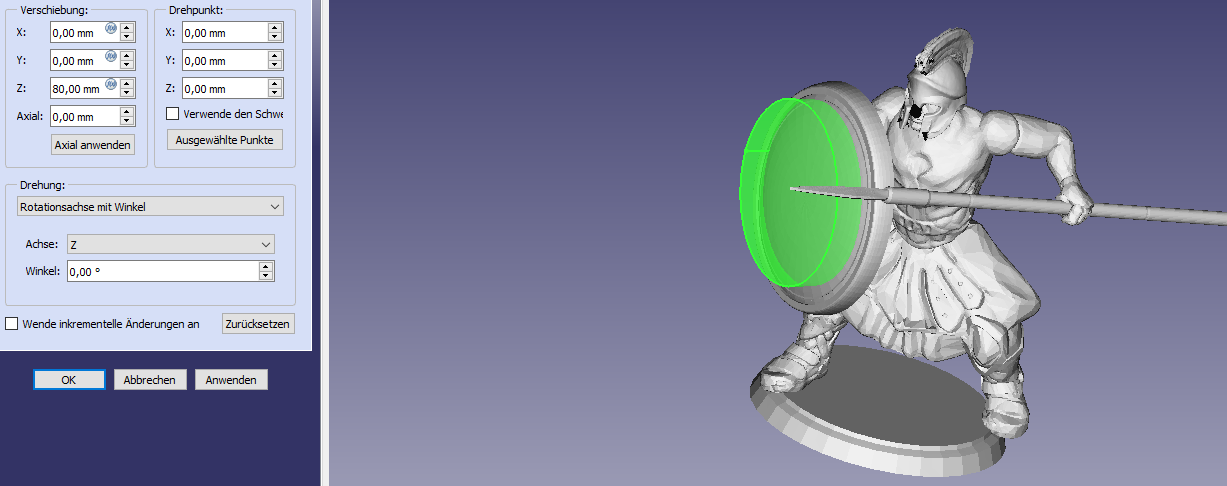 Verschiebung:
X: 0,00 mm
Y: 0,00 mm
Z: 80,00 mm
Axial: 0,00 mm
Axial anwenden
Drehpunkt:
X: 0,00 mm
Y: 0,00 mm
Z: 0,00 mm
Verwende den Schwe
Ausgewählte Punkte
Drehung:
Rotationsachse mit Winkel
Achse: Z
Winkel: 0,00 °
Wende inkrementelle Änderungen an
Zurücksetzen
OK
Abbrechen
Anwenden